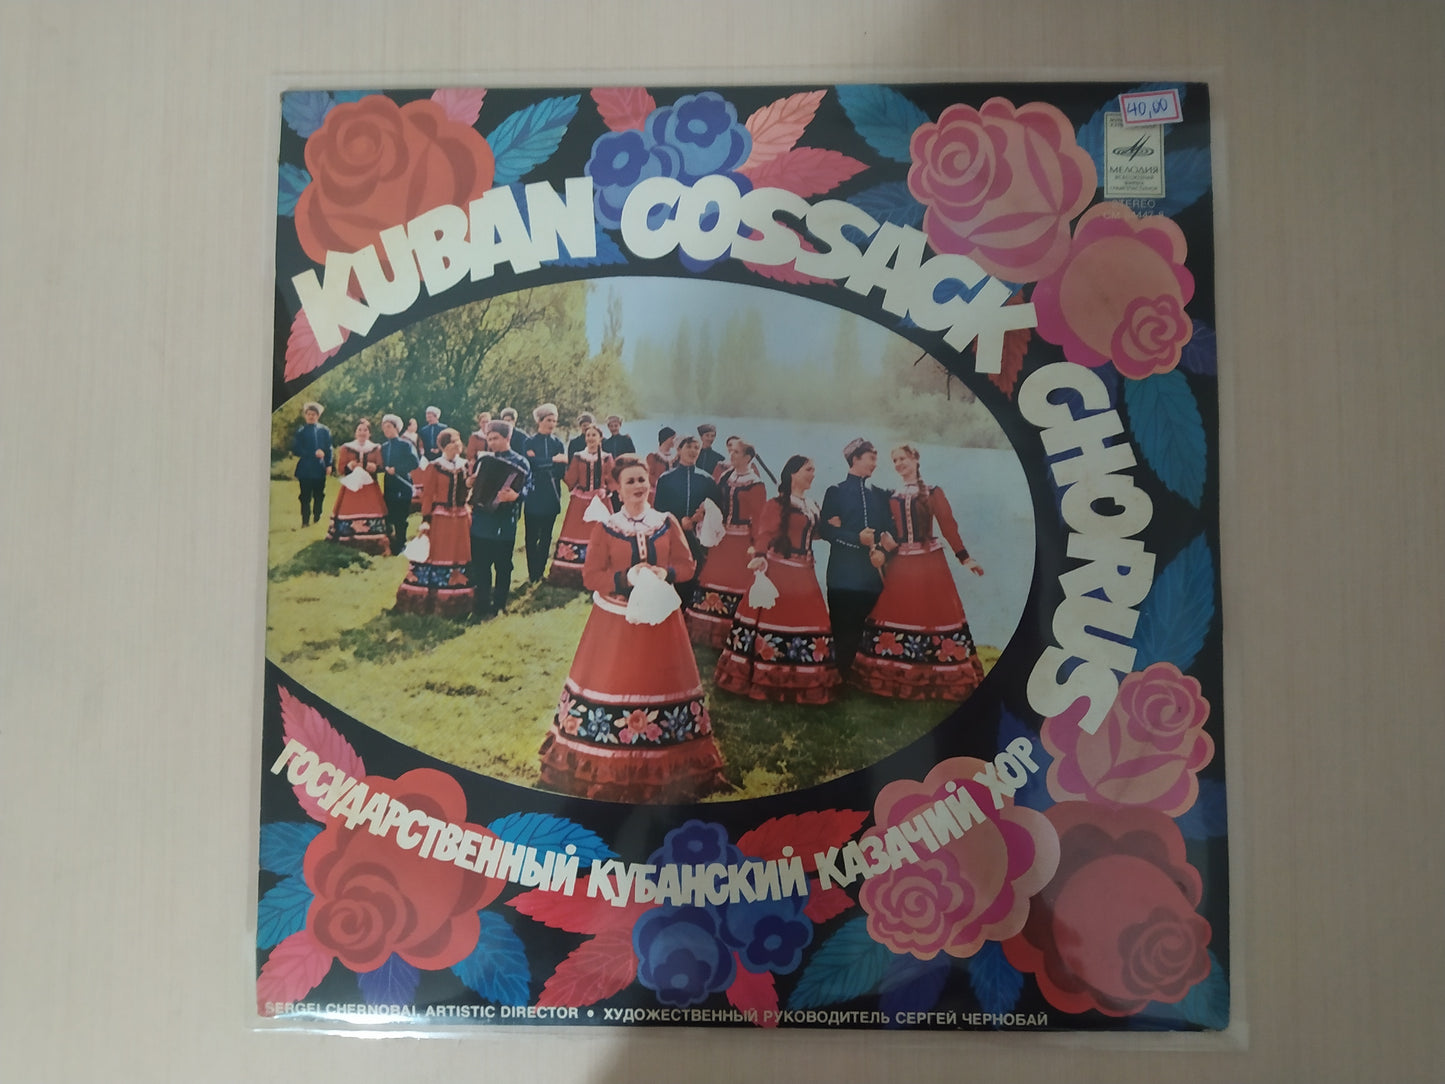 40,00
МЕЛОДИЯ
STEREO
KUBAN COSSACK CHORUS
ГОСУДАРСТВЕННЫЙ КУБАНСКИЙ КАЗАЧИЙ ХОР
SERGEI CHERNOBAI, ARTISTIC DIRECTOR • ХУДОЖЕСТВЕННЫЙ РУКОВОДИТЕЛЬ СЕРГЕЙ ЧЕРНОБАЙ